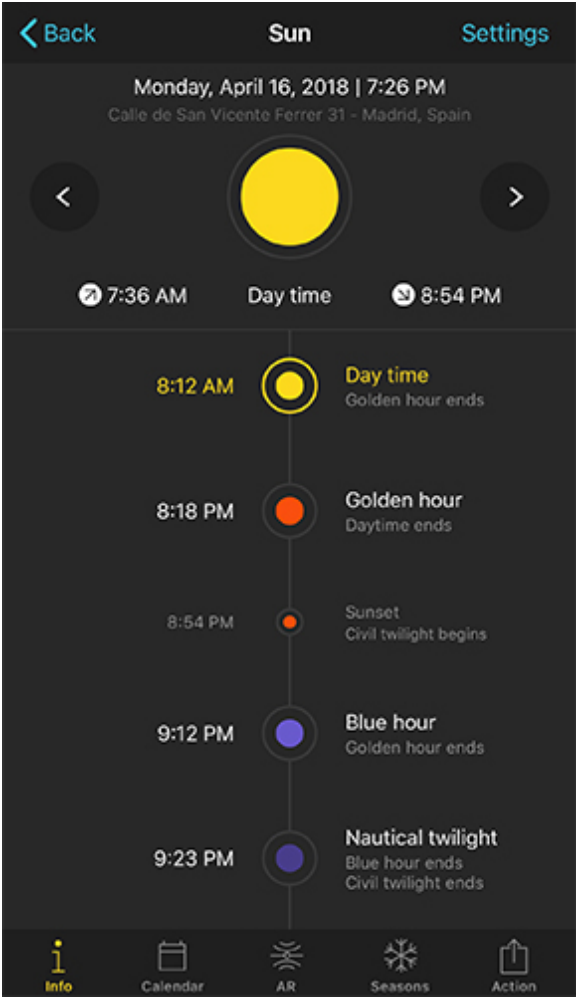 Back
Sun
Settings
Monday, April 16, 2018 | 7:26 PM
Calle de San Vicente Ferrer 31 - Madrid, Spain
7:36 AM
Day time
8:54 PM
8:12 AM
Day time
Golden hour ends
8:18 PM
Golden hour
Daytime ends
8:54 PM
Sunset
Civil twilight begins
9:12 PM
Blue hour
Golden hour ends
9:23 PM
Nautical twilight
Blue hour ends
Civil twilight ends
Info
Calendar
AR
Seasons
Action